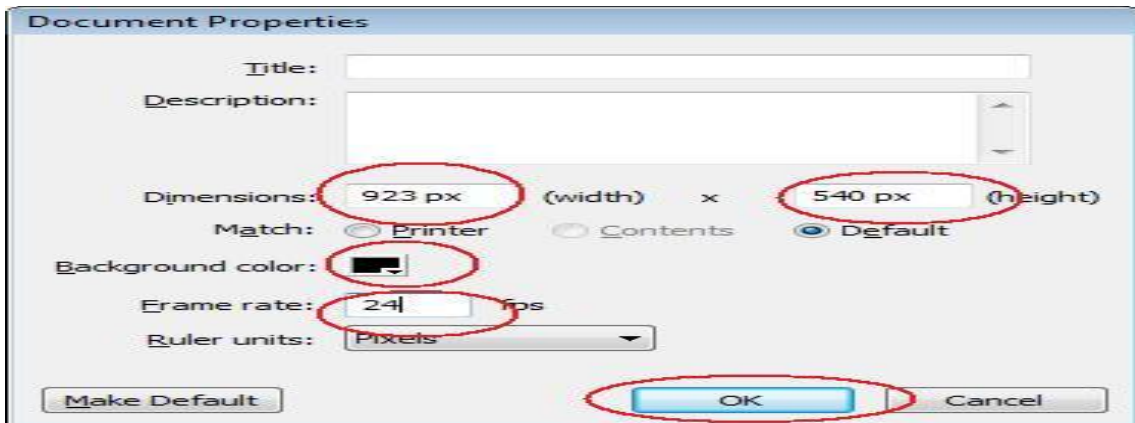 Document Properties
Title:
Description:
Dimensions: 923 px (width) x 540 px (height)
Match: Printer Contents Default
Background color:
Frame rate: 24 fps
Ruler units: Pixels
Make Default OK Cancel